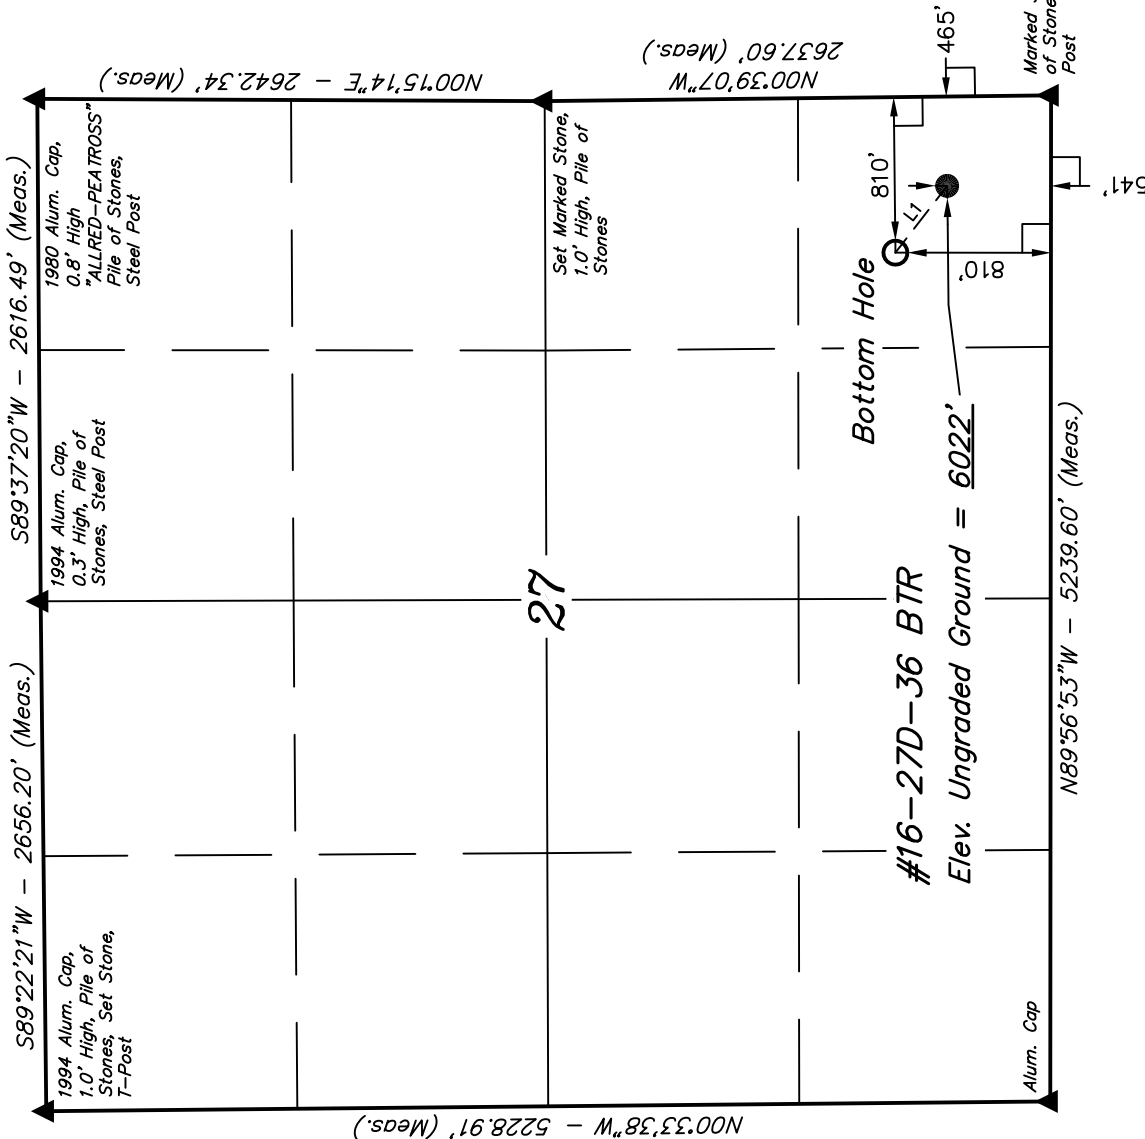 S89°22'21"W - 2656.20' (Meas.)
S89°37'20"W - 2616.49' (Meas.)
1994 Alum. Cap,
1.0' High, Pile of
Stones, Set Stone,
T-Post
1994 Alum. Cap,
0.3' High, Pile of
Stones, Steel Post
1980 Alum. Cap,
0.8' High
"ALLRED-PEATROSS"
Pile of Stones,
Steel Post
N00°15'14"E - 2642.34' (Meas.)
27
Set Marked Stone,
1.0' High, Pile of
Stones
N00°39'07"W
2637.60' (Meas.)
N00°33'38"W - 5228.91' (Meas.)
Bottom Hole
810'
L1
810'
465'
#16-27D-36 BTR
Elev. Ungraded Ground = 6022'
Alum. Cap
Marked
of Stone
Post
N89°56'53"W - 5239.60' (Meas.)